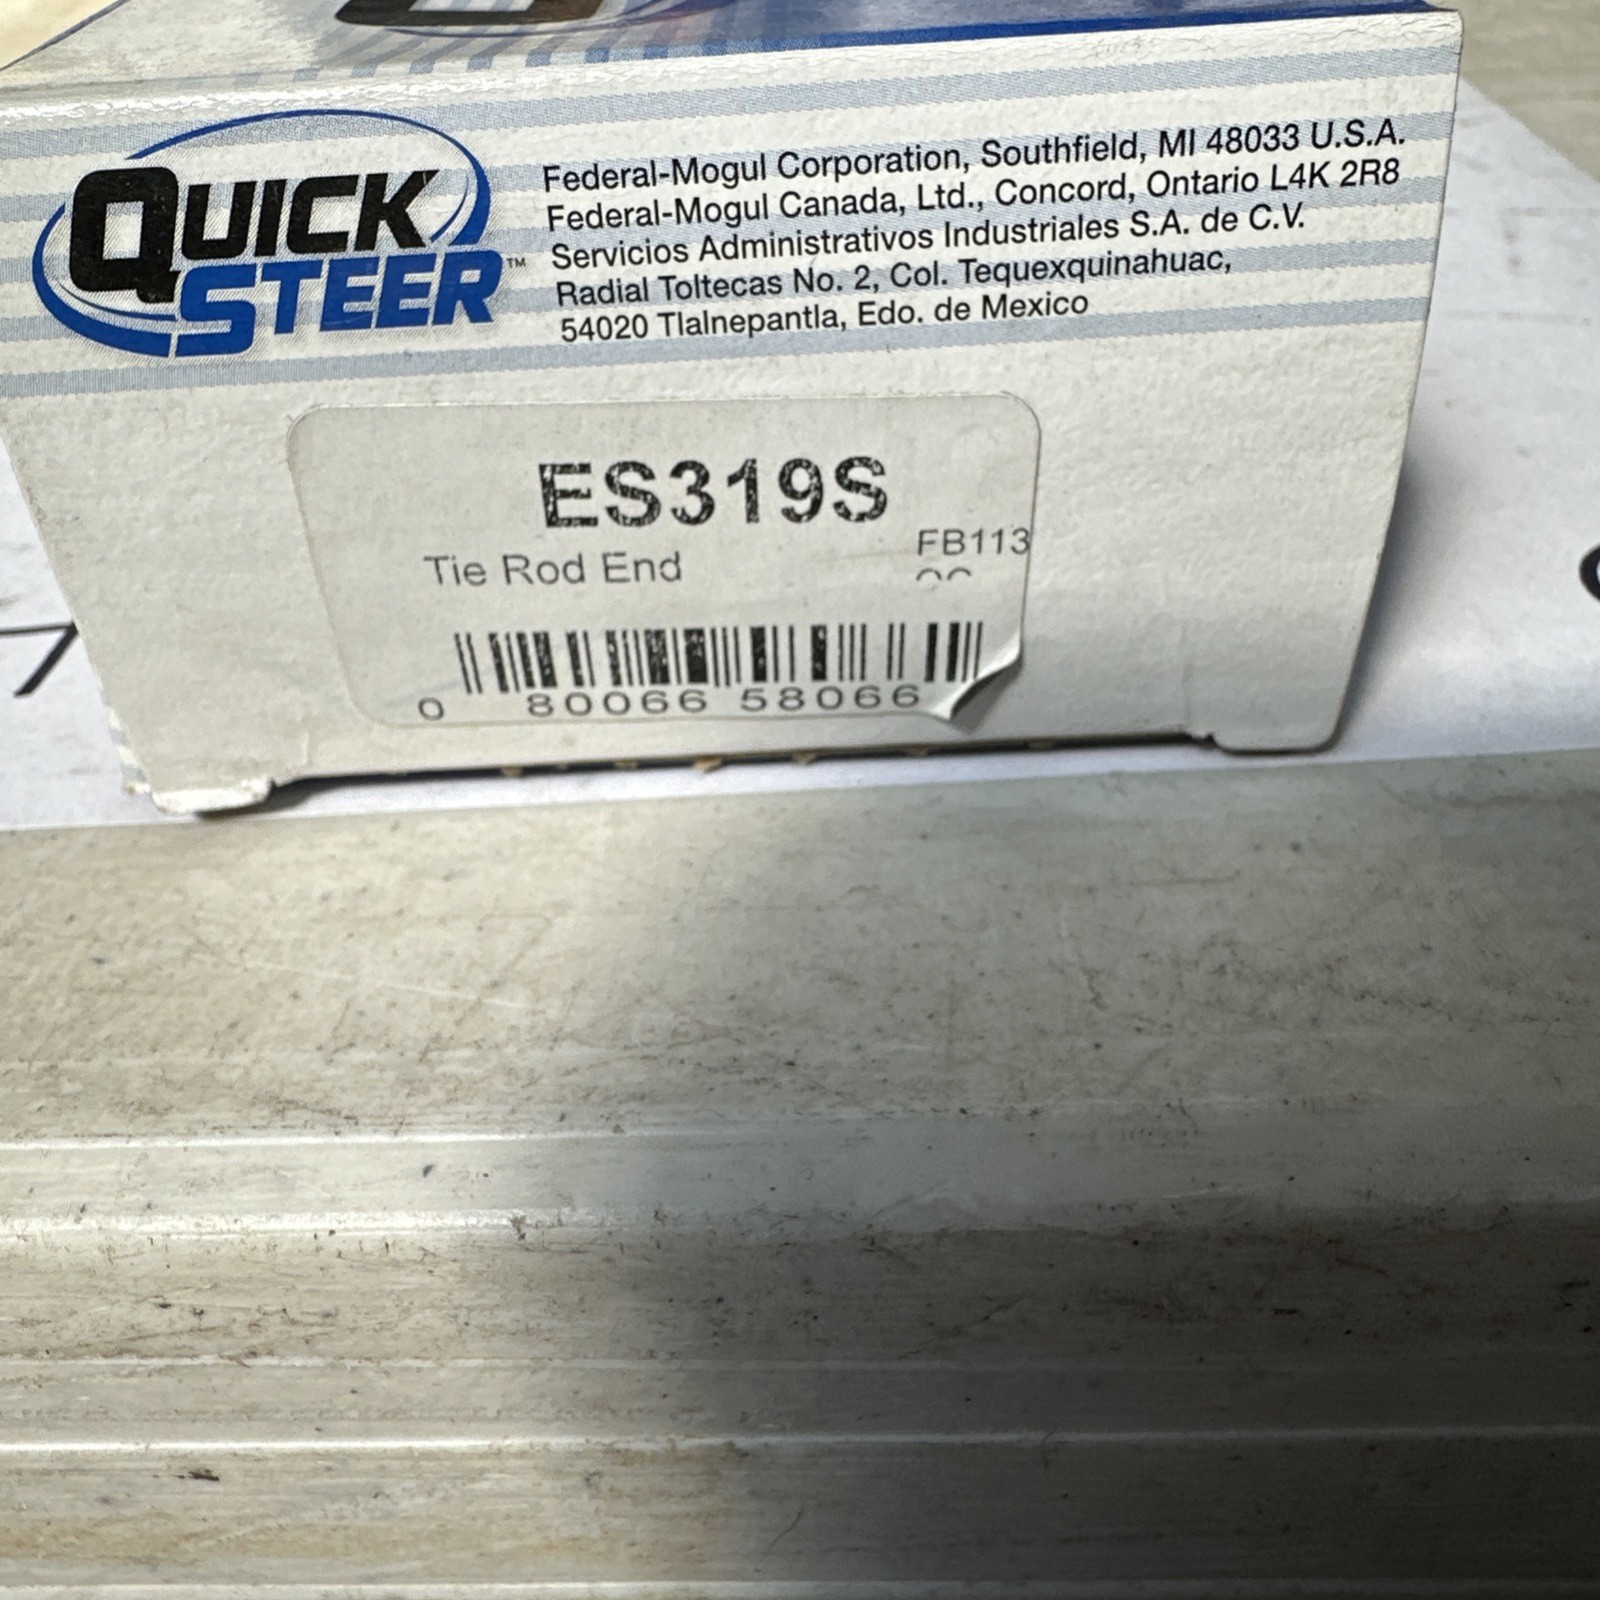 QUICK
STEER™
Federal-Mogul Corporation, Southfield, MI 48033 U.S.A.
Federal-Mogul Canada, Ltd., Concord, Ontario L4K 2R8
Servicios Administrativos Industriales S.A. de C.V.
Radial Toltecas No. 2, Col. Tequexquinahuac,
54020 Tlalnepantla, Edo. de Mexico
ES319S
Tie Rod End
FB113
0 80066 58066